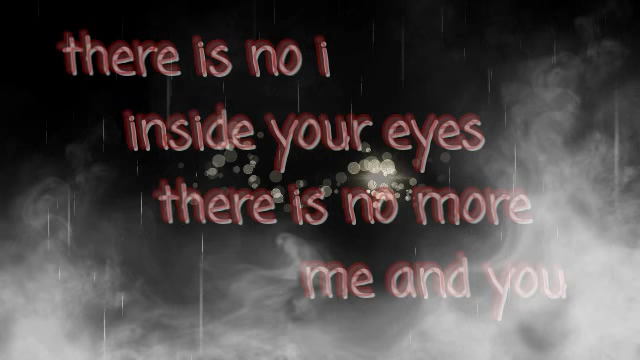 there is no i
inside your eyes
there is no more
me and you